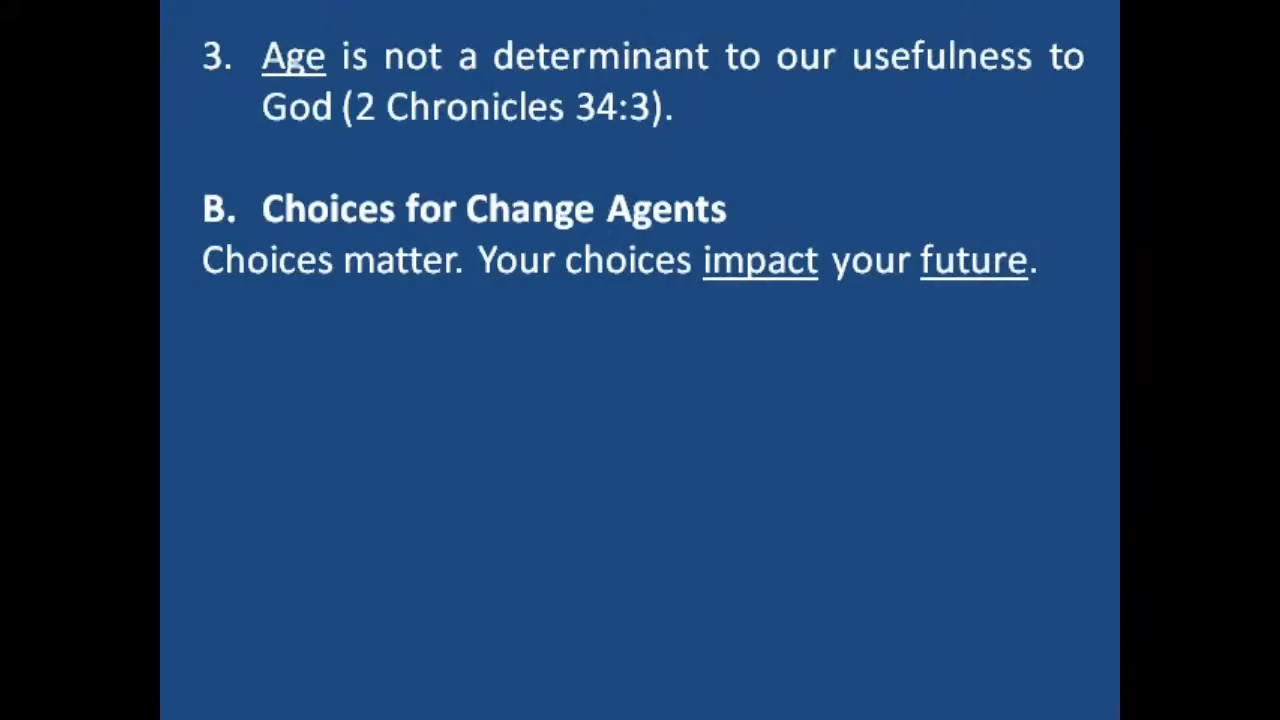 3. Age is not a determinant to our usefulness to
God (2 Chronicles 34:3).
B. Choices for Change Agents
Choices matter. Your choices impact your future.